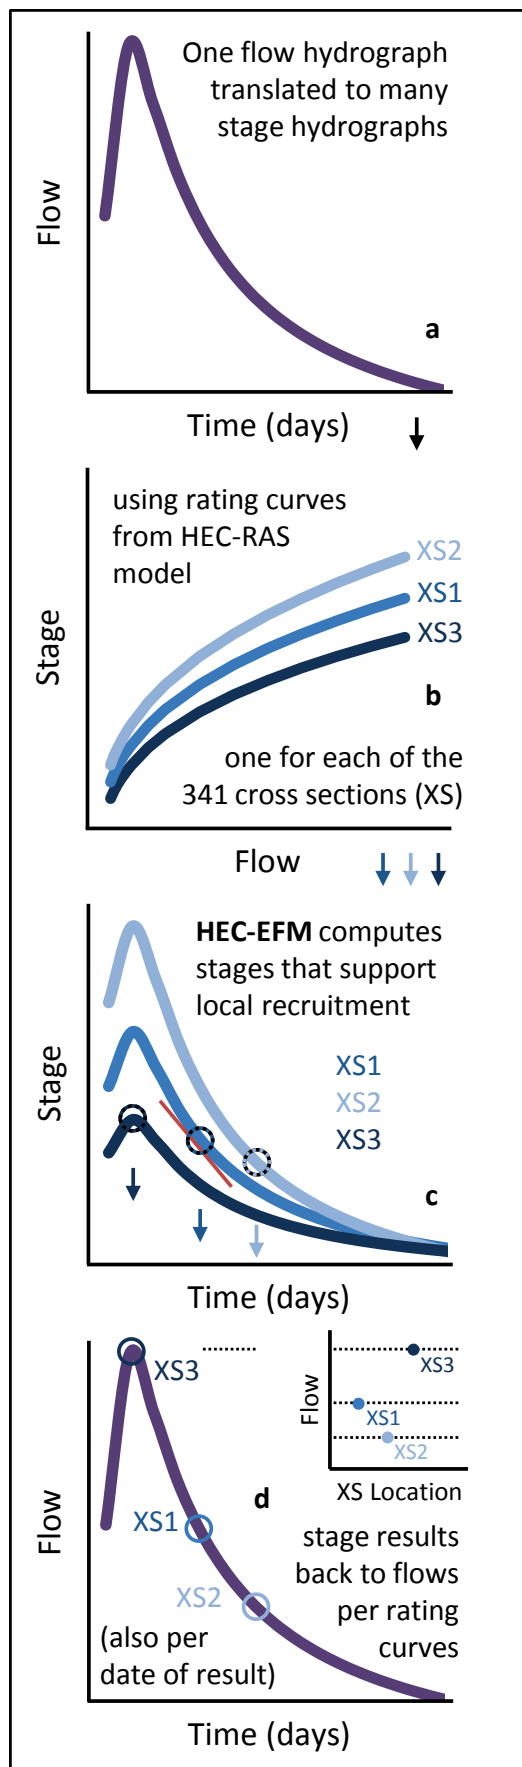 One flow hydrograph
translated to many
stage hydrographs
Flow
a
Time (days)
using rating curves
from HEC-RAS
model
XS2
XS1
XS3
Stage
b
one for each of the
341 cross sections (XS)
Flow
HEC-EFM computes
stages that support
local recruitment
XS1
XS2
XS3
Stage
c
Time (days)
XS3
Flow
XS3
XS1
XS2
XS Location
d
XS1
XS2
Flow
stage results
back to flows
per rating
curves
(also per
date of result)
Time (days)